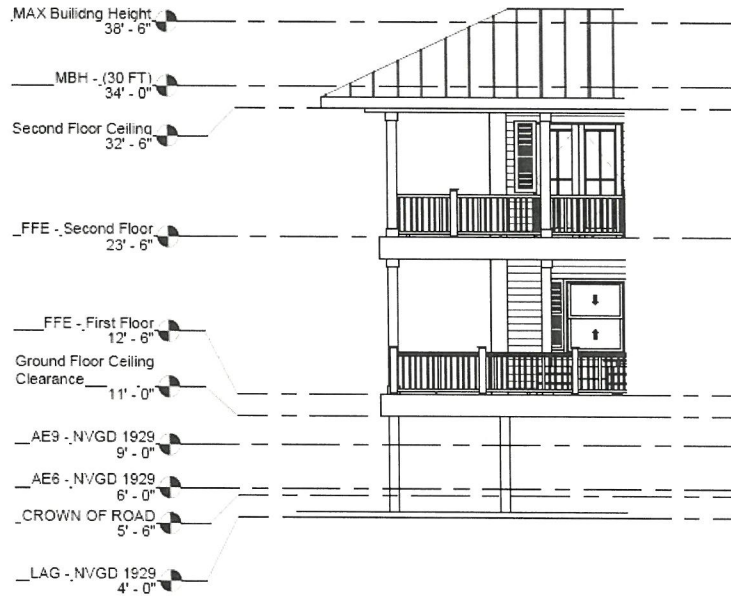 MAX Builidng Height
38' - 6"
MBH - (30 FT)
34' - 0"
Second Floor Ceiling
32' - 6"
FFE - Second Floor
23' - 6"
FFE - First Floor
12' - 6"
Ground Floor Ceiling
Clearance
11' - 0"
AE9 - NVGD 1929
9' - 0"
AE6 - NVGD 1929
6' - 0"
CROWN OF ROAD
5' - 6"
LAG - NVGD 1929
4' - 0"